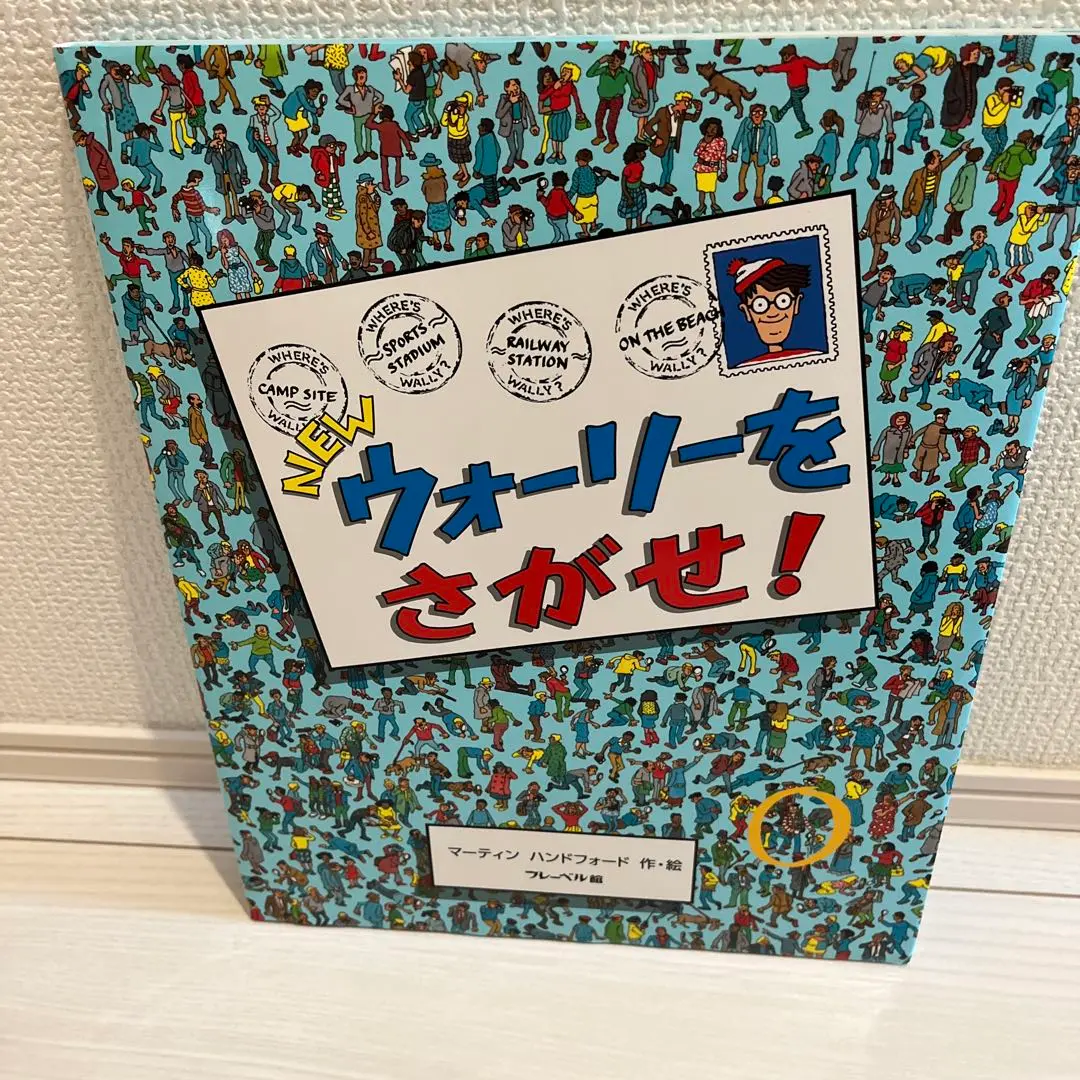 WHERE'S
CAMP SITE
WALLY?
WHERE'S
SPORTS
STADIUM
WALLY?
WHERE'S
RAILWAY
STATION
WALLY?
WHERE'S
ON THE BEACH
WALLY?
NEW
ウォーリーを
さがせ!
マーティン ハンドフォード 作・絵
フレーベル館